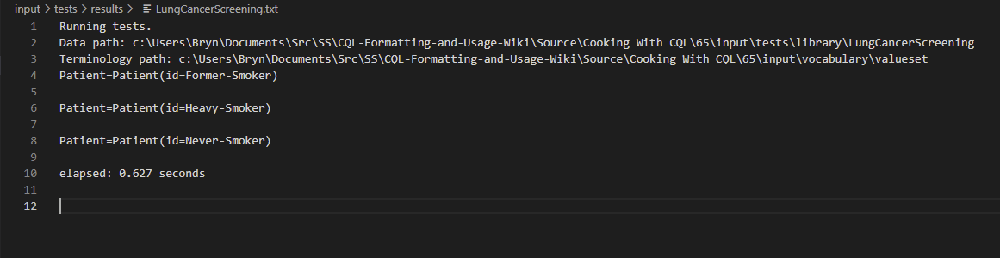 input > tests > results > LungCancerScreening.txt
1 Running tests.
2 Data path: c:\Users\Bryn\Documents\Src\SS\CQL-Formatting-and-Usage-Wiki\Source\Cooking With CQL\65\input\tests\library\LungCancerScreening
3 Terminology path: c:\Users\Bryn\Documents\Src\SS\CQL-Formatting-and-Usage-Wiki\Source\Cooking With CQL\65\input\vocabulary\valueset
4 Patient=Patient(id=Former-Smoker)
5
6 Patient=Patient(id=Heavy-Smoker)
7
8 Patient=Patient(id=Never-Smoker)
9
10 elapsed: 0.627 seconds
11
12